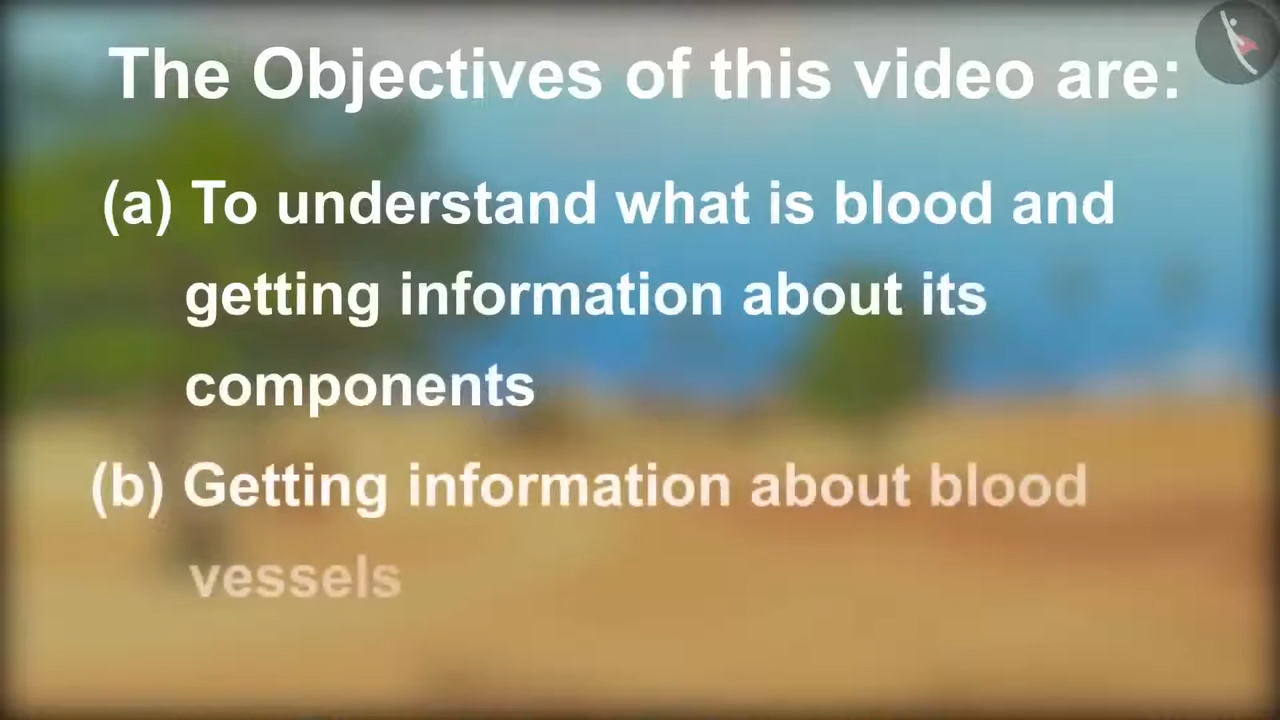 The Objectives of this video are:
(a) To understand what is blood and
getting information about its
components
(b) Getting information about blood
vessels